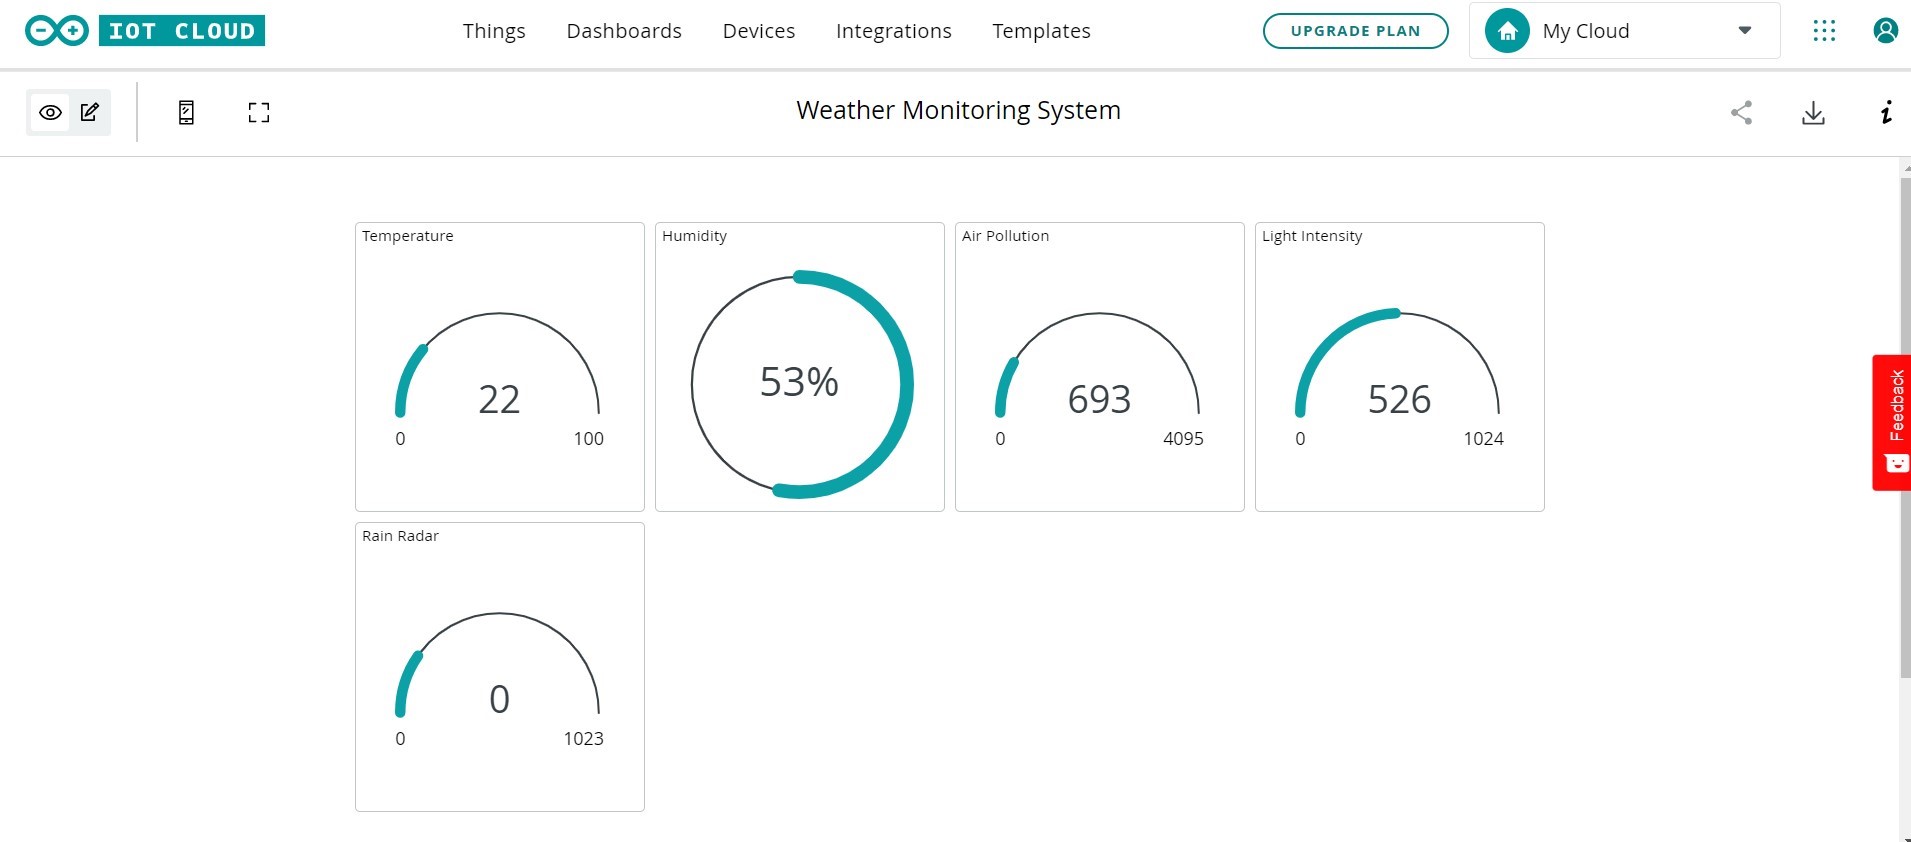 IOT CLOUD
Things Dashboards Devices Integrations Templates
UPGRADE PLAN
My Cloud
Weather Monitoring System
Temperature
22
0 100
Humidity
53%
Air Pollution
693
0 4095
Light Intensity
526
0 1024
Rain Radar
0
0 1023
Feedback